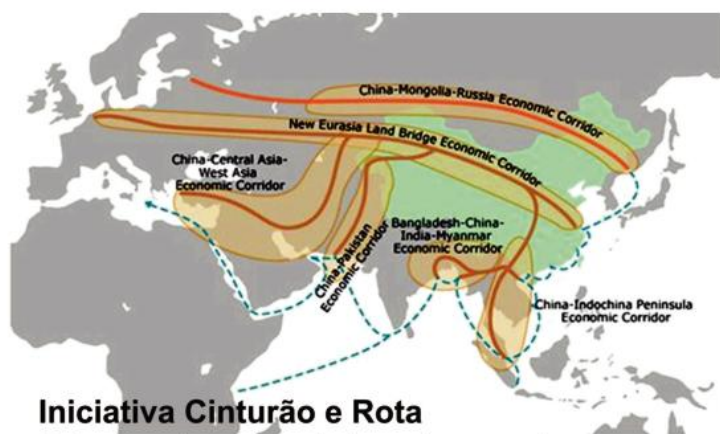 China-Mongolia-Russia Economic Corridor
New Eurasia Land Bridge Economic Corridor
China-Central Asia-
West Asia
Economic Corridor
China-Pakistan
Economic Corridor
Bangladesh-China-
India-Myanmar
Economic Corridor
China-Indochina Peninsula
Economic Corridor
Iniciativa Cinturão e Rota